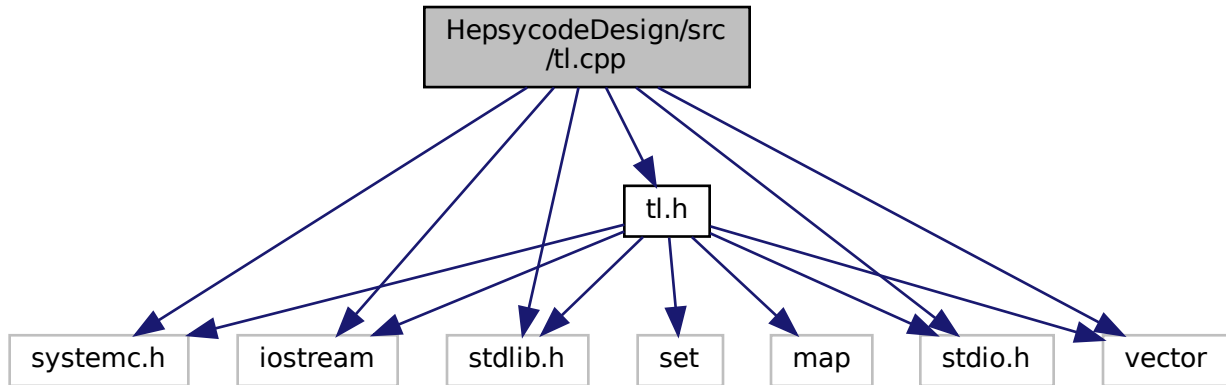 HepsycodeDesign/src
/tl.cpp
tl.h
systemc.h
iostream
stdlib.h
set
map
stdio.h
vector